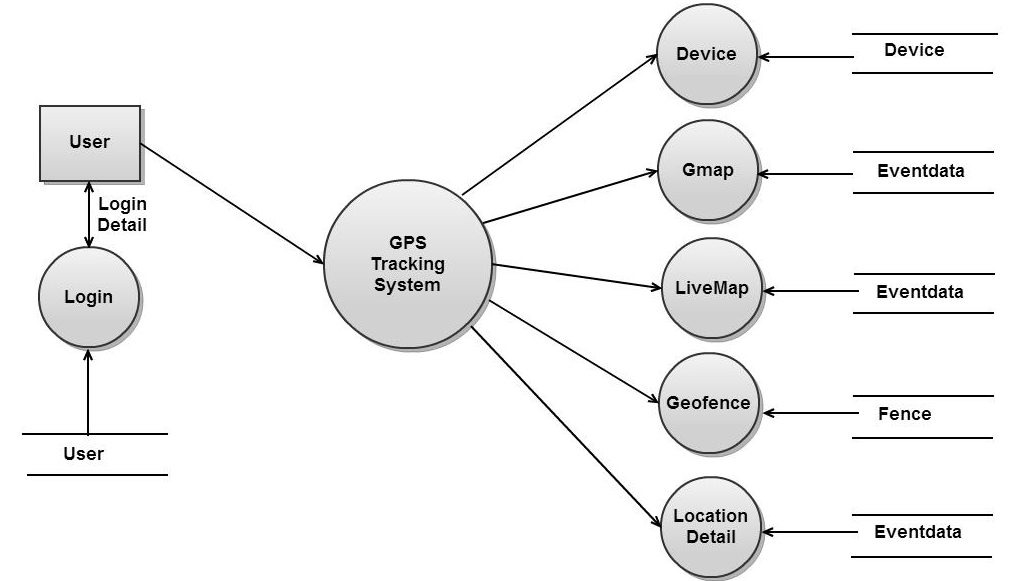 User
Login
Detail
Login
User
GPS
Tracking
System
Device
Gmap
LiveMap
Geofence
Location
Detail
Device
Eventdata
Eventdata
Fence
Eventdata